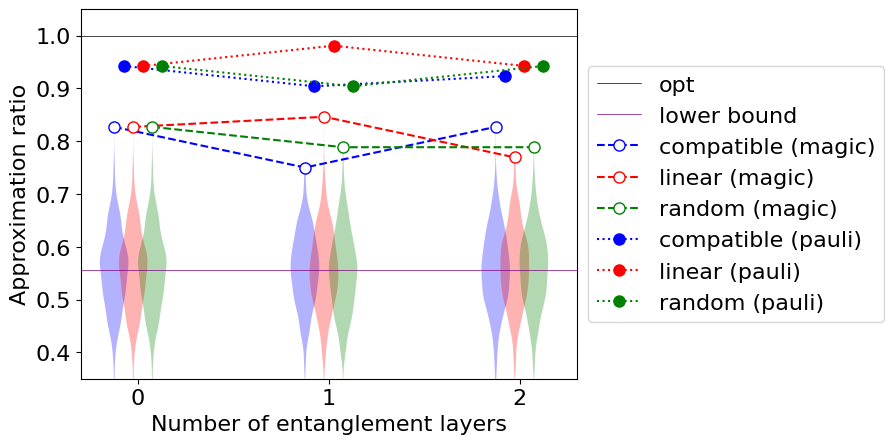 1.0
0.9
0.8
0.7
0.6
0.5
0.4
Approximation ratio
0 1 2
Number of entanglement layers
opt
lower bound
compatible (magic)
linear (magic)
random (magic)
compatible (pauli)
linear (pauli)
random (pauli)